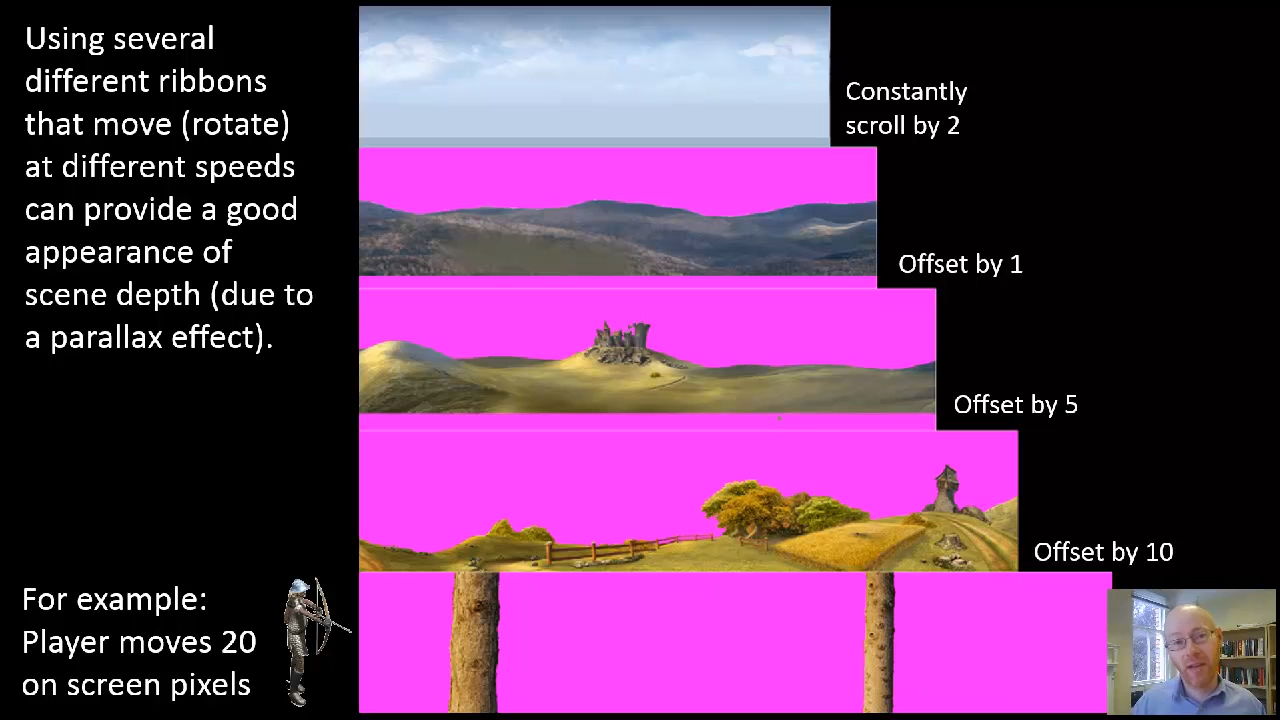 Using several
different ribbons
that move (rotate)
at different speeds
can provide a good
appearance of
scene depth (due to
a parallax effect).
Constantly
scroll by 2
Offset by 1
Offset by 5
Offset by 10
For example:
Player moves 20
on screen pixels